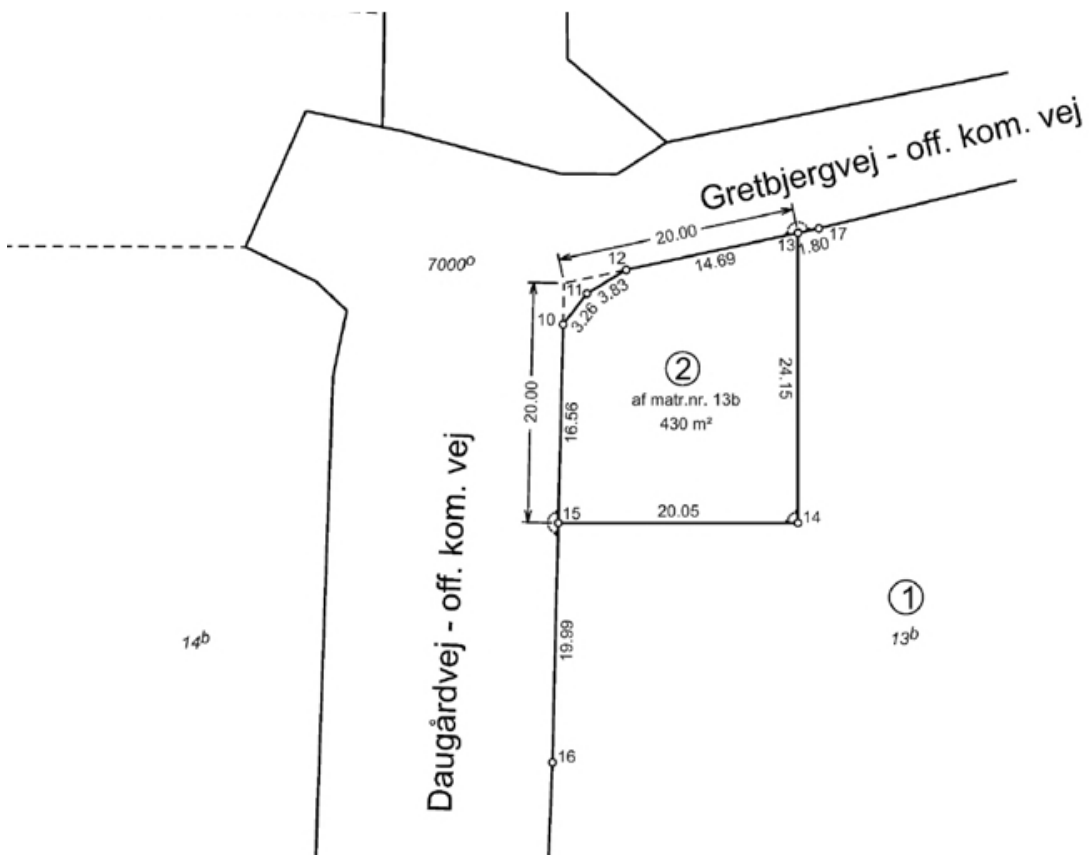 Gretbjergvej - off. kom. vej
20.00
13
1.80
17
12
14.69
7000º
11
3.83
3.26
10
24.15
2
af matr.nr. 13b
430 m²
20.00
16.56
15
20.05
14
Daugårdvej - off. kom. vej
1
13b
14b
19.99
16